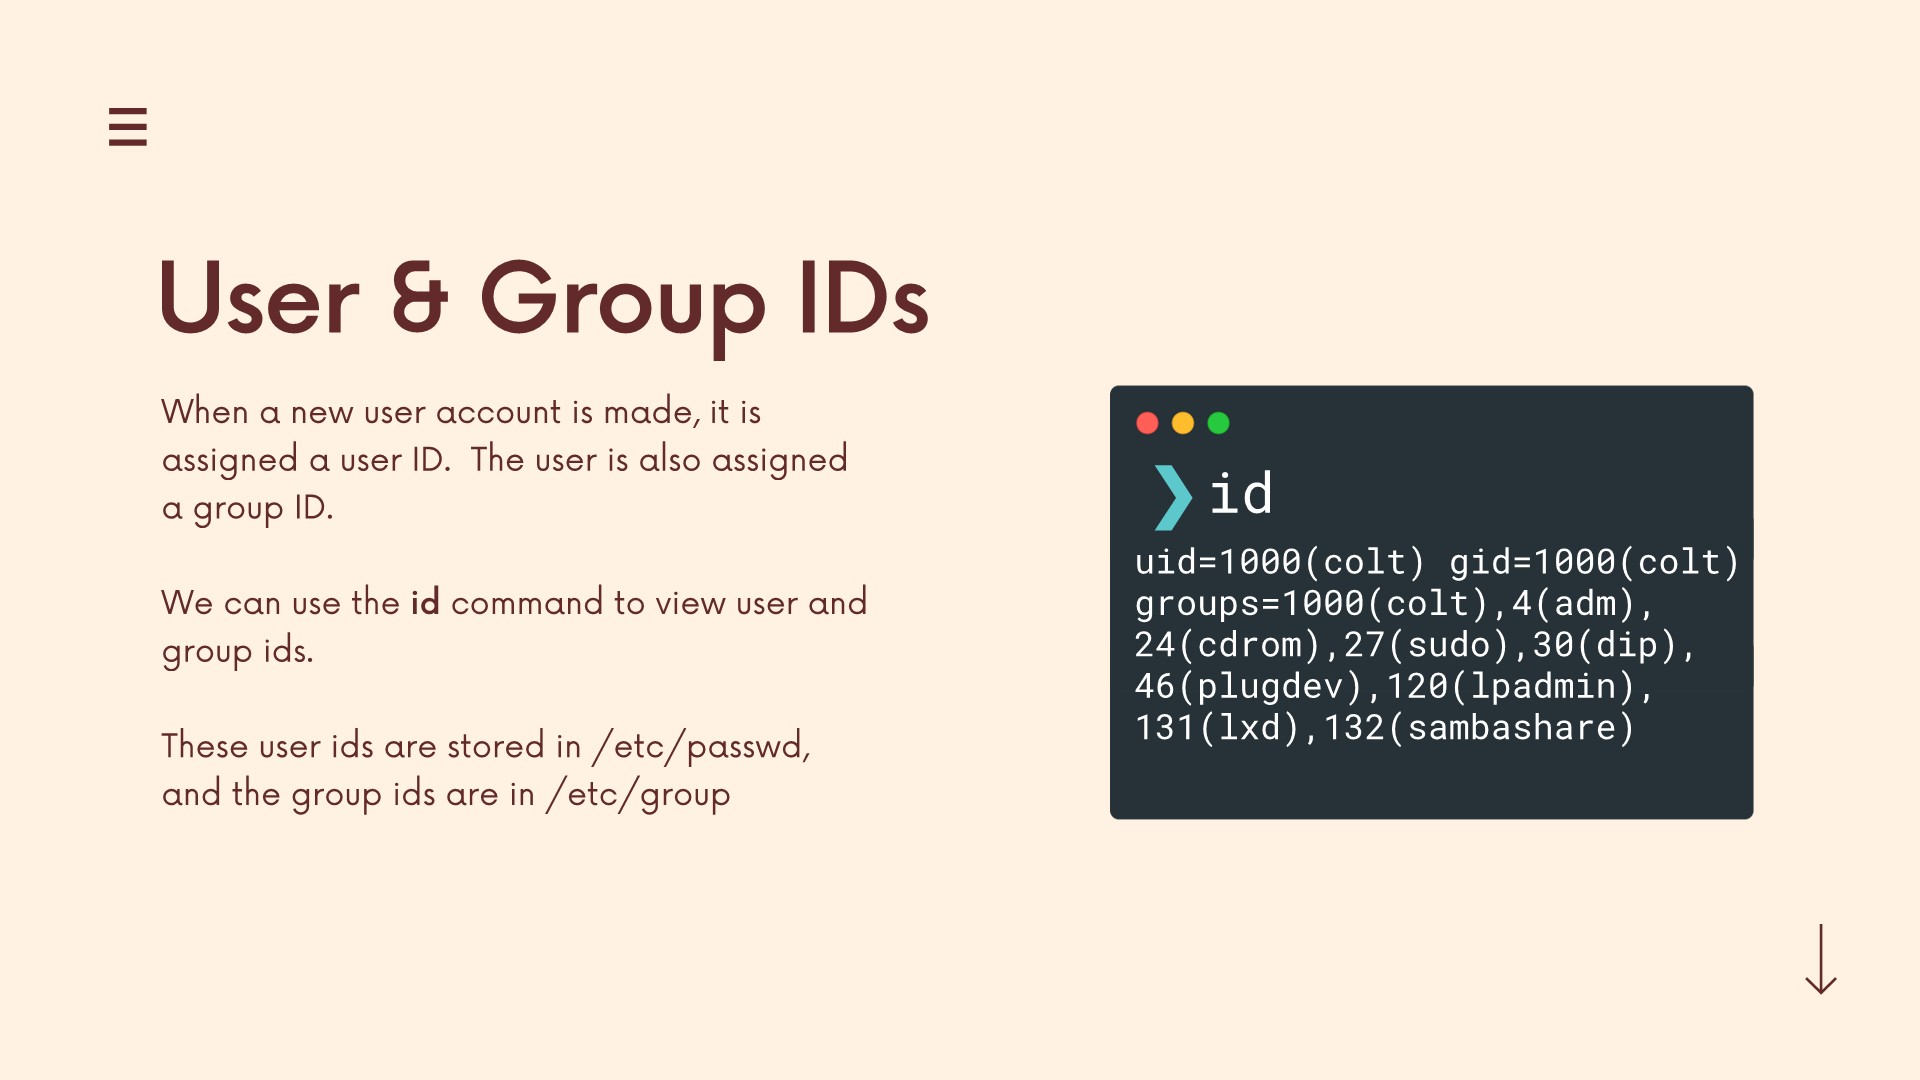 User & Group IDs
When a new user account is made, it is
assigned a user ID.  The user is also assigned
a group ID.
We can use the id command to view user and
group ids.
These user ids are stored in /etc/passwd,
and the group ids are in /etc/group
❯ id
uid=1000(colt) gid=1000(colt)
groups=1000(colt),4(adm),
24(cdrom),27(sudo),30(dip),
46(plugdev),120(lpadmin),
131(lxd),132(sambashare)